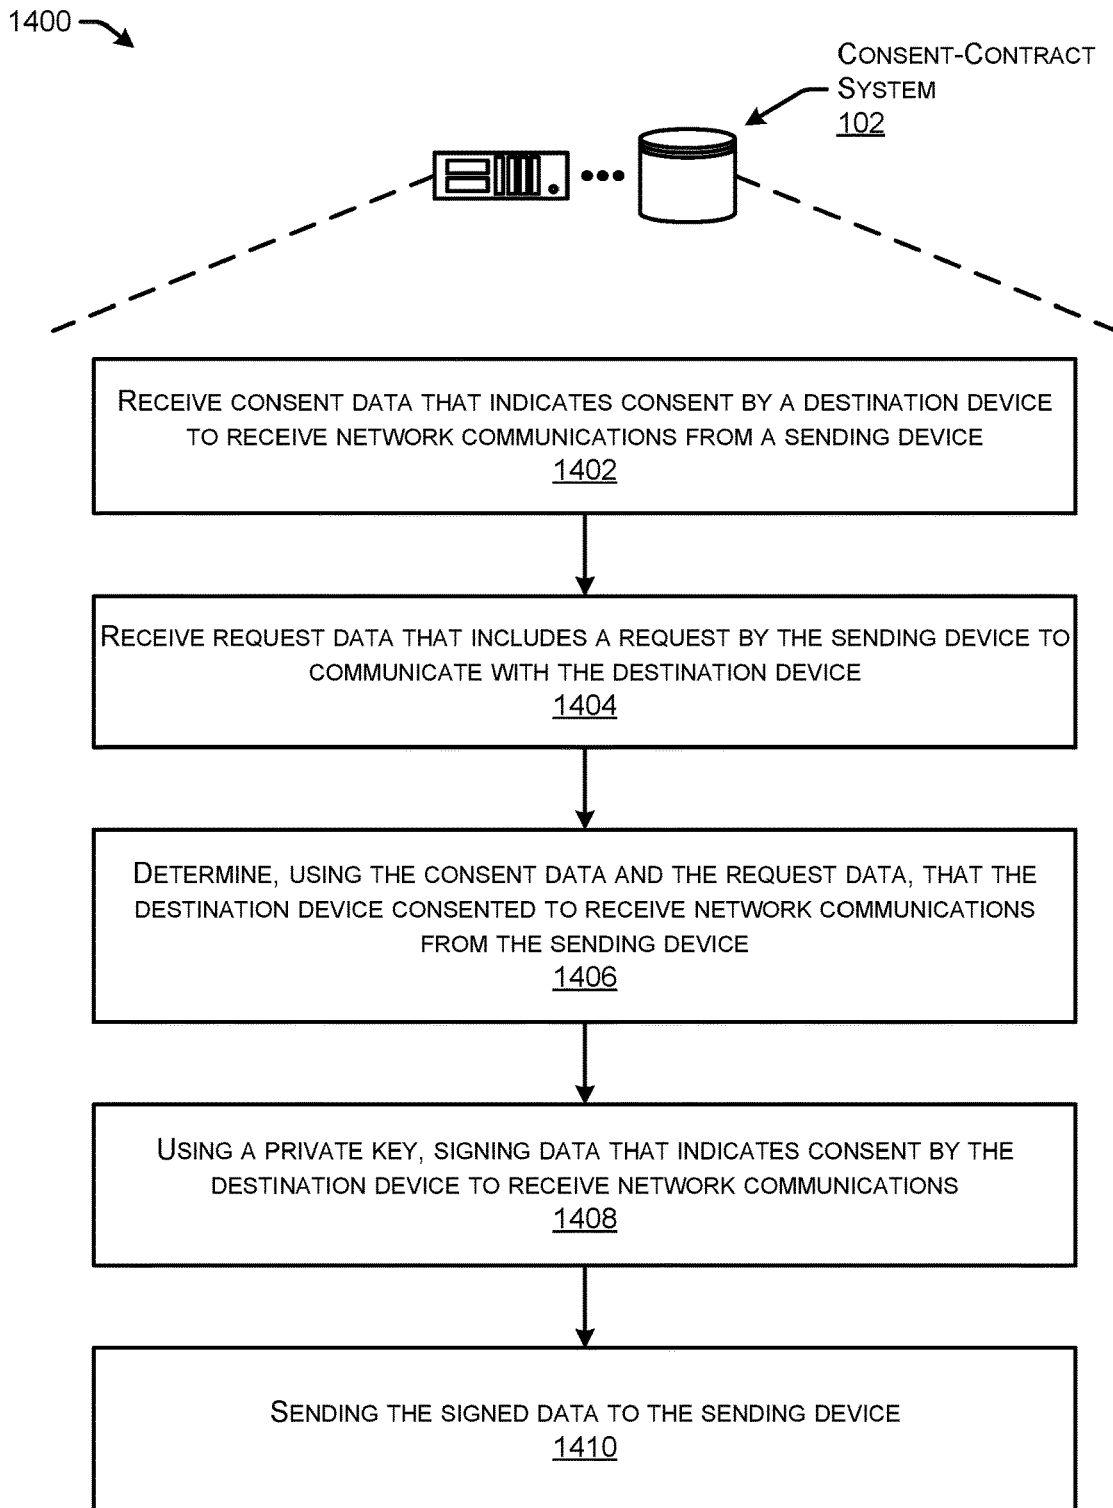 1400
CONSENT-CONTRACT
SYSTEM
102
RECEIVE CONSENT DATA THAT INDICATES CONSENT BY A DESTINATION DEVICE
TO RECEIVE NETWORK COMMUNICATIONS FROM A SENDING DEVICE
1402
RECEIVE REQUEST DATA THAT INCLUDES A REQUEST BY THE SENDING DEVICE TO
COMMUNICATE WITH THE DESTINATION DEVICE
1404
DETERMINE, USING THE CONSENT DATA AND THE REQUEST DATA, THAT THE
DESTINATION DEVICE CONSENTED TO RECEIVE NETWORK COMMUNICATIONS
FROM THE SENDING DEVICE
1406
USING A PRIVATE KEY, SIGNING DATA THAT INDICATES CONSENT BY THE
DESTINATION DEVICE TO RECEIVE NETWORK COMMUNICATIONS
1408
SENDING THE SIGNED DATA TO THE SENDING DEVICE
1410